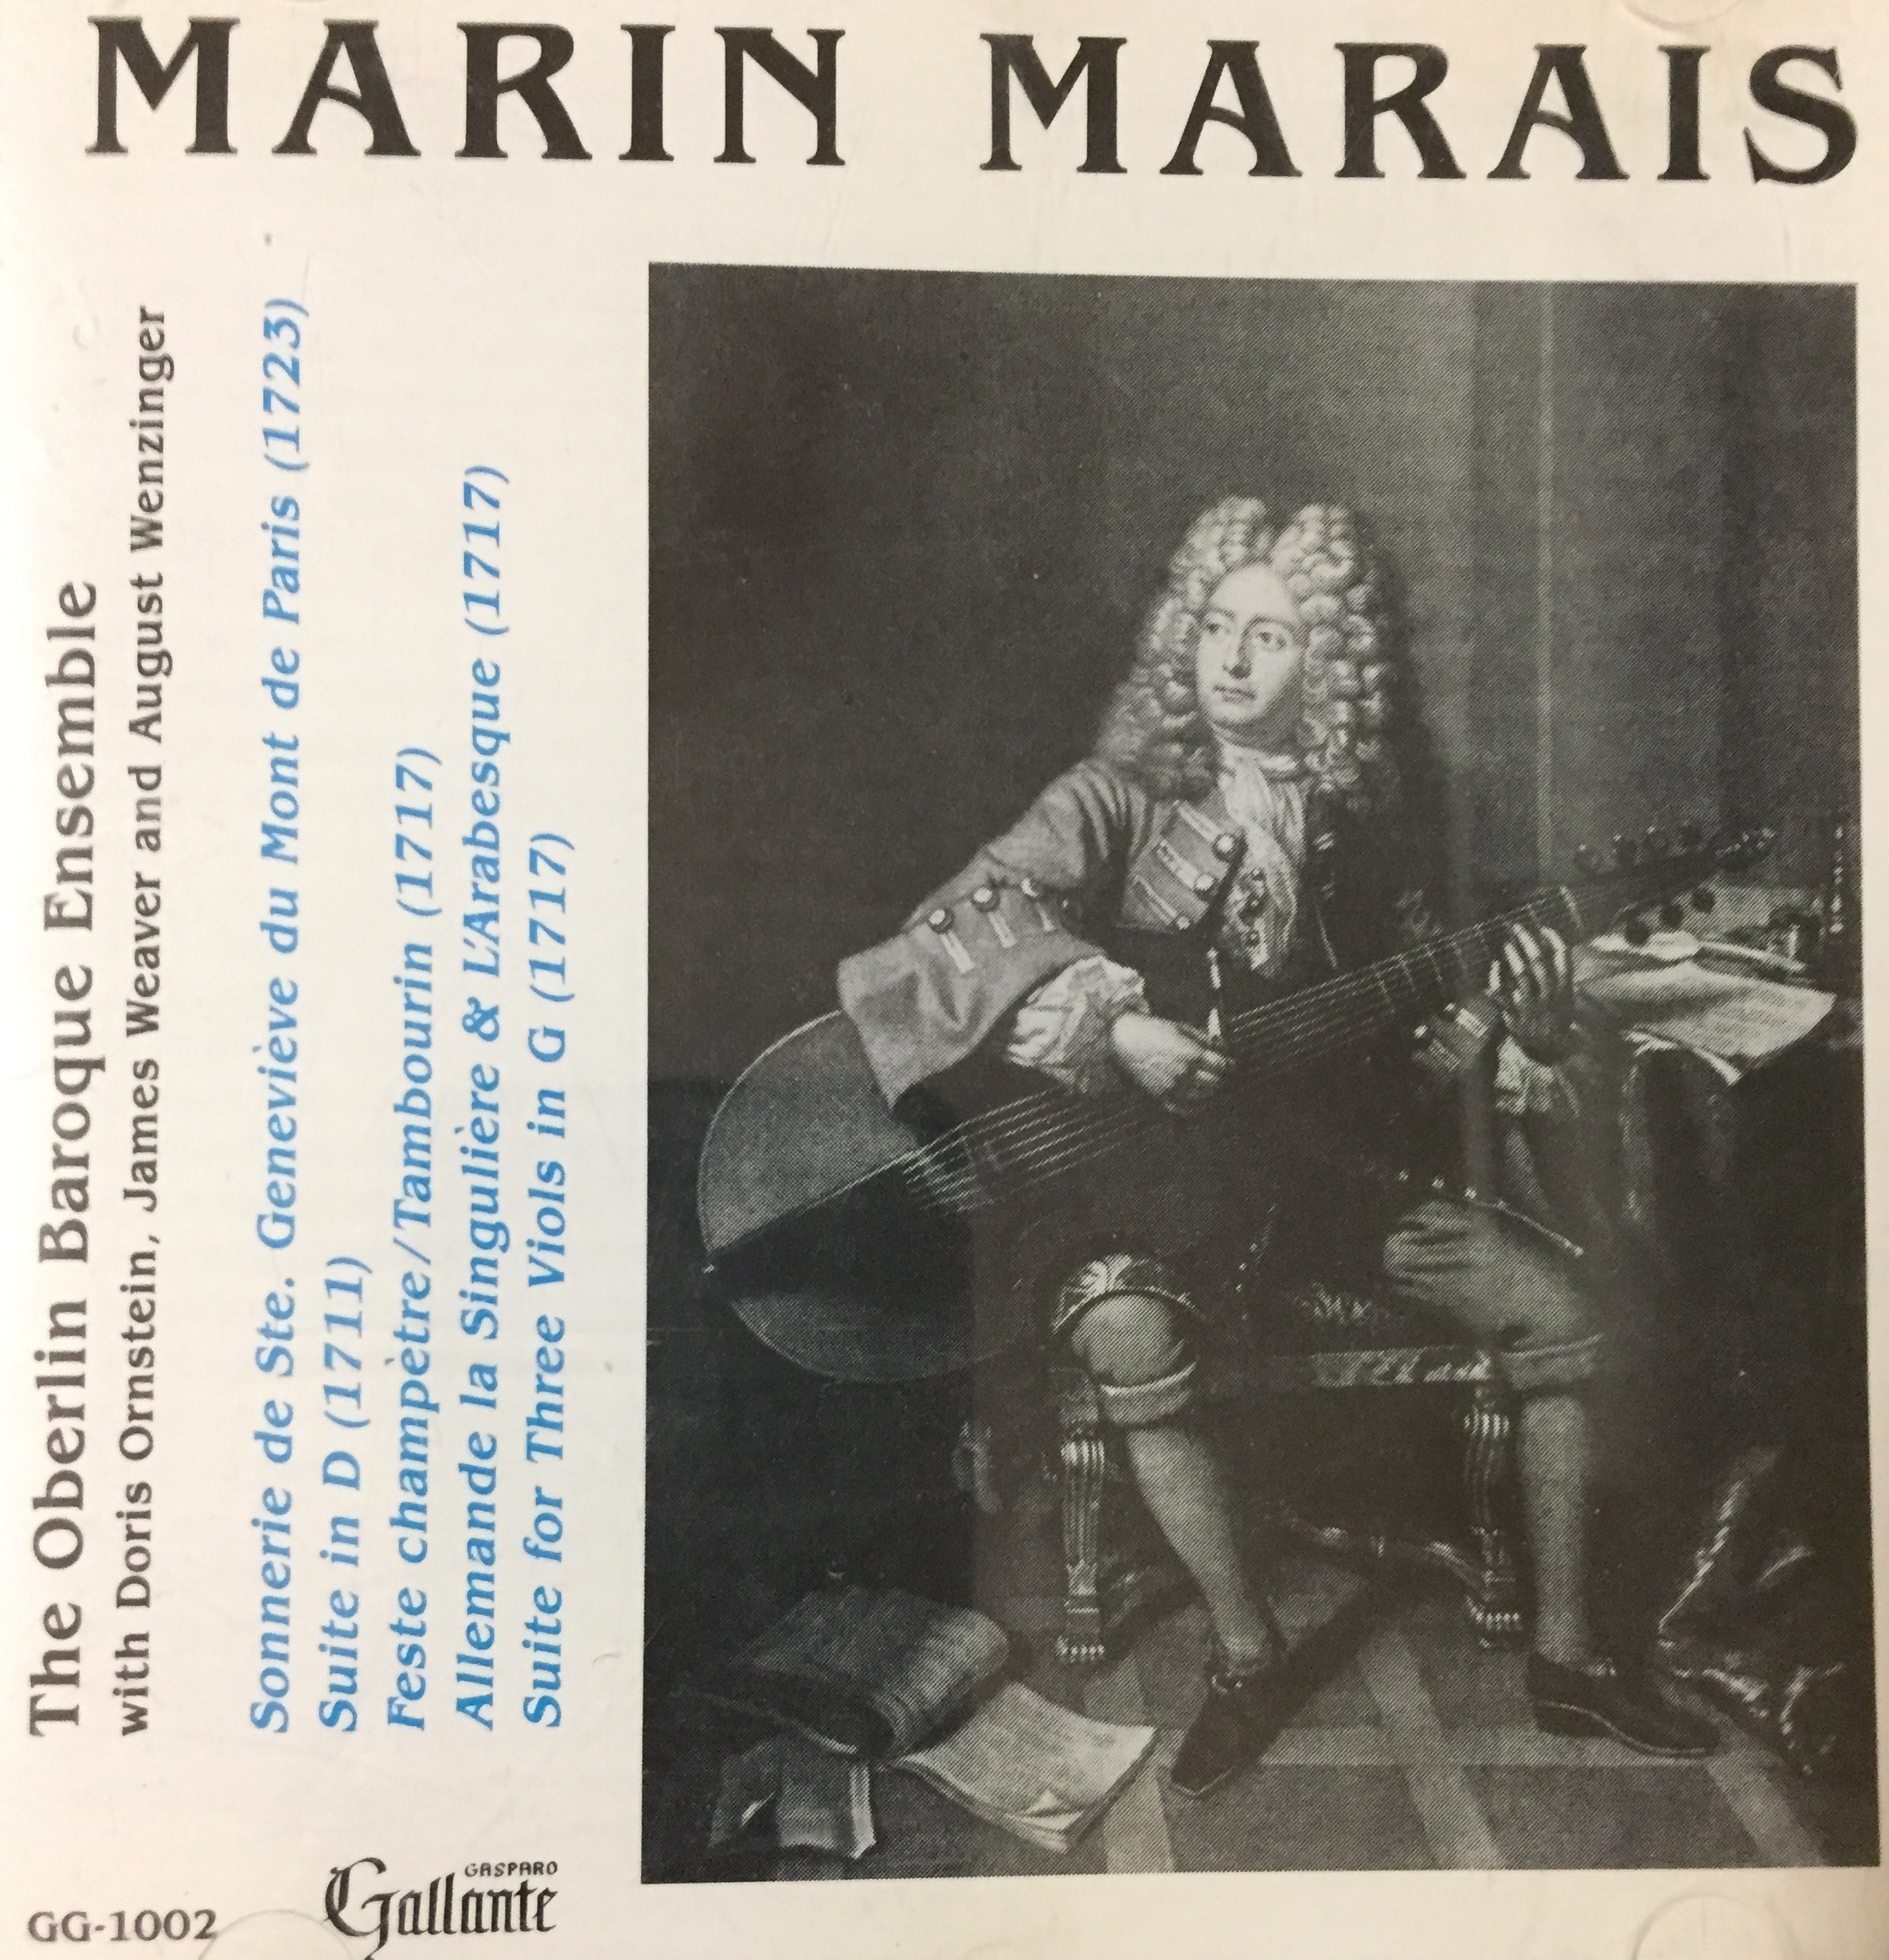 MARIN MARAIS
The Oberlin Baroque Ensemble
with Doris Ornstein, James Weaver and August Wenzinger
Sonnerie de Ste. Geneviève du Mont de Paris (1723)
Suite in D (1711)
Feste champètre/Tambourin (1717)
Allemande la Singulière & L'Arabesque (1717)
Suite for Three Viols in G (1717)
GG-1002
GASPARO
Gallante